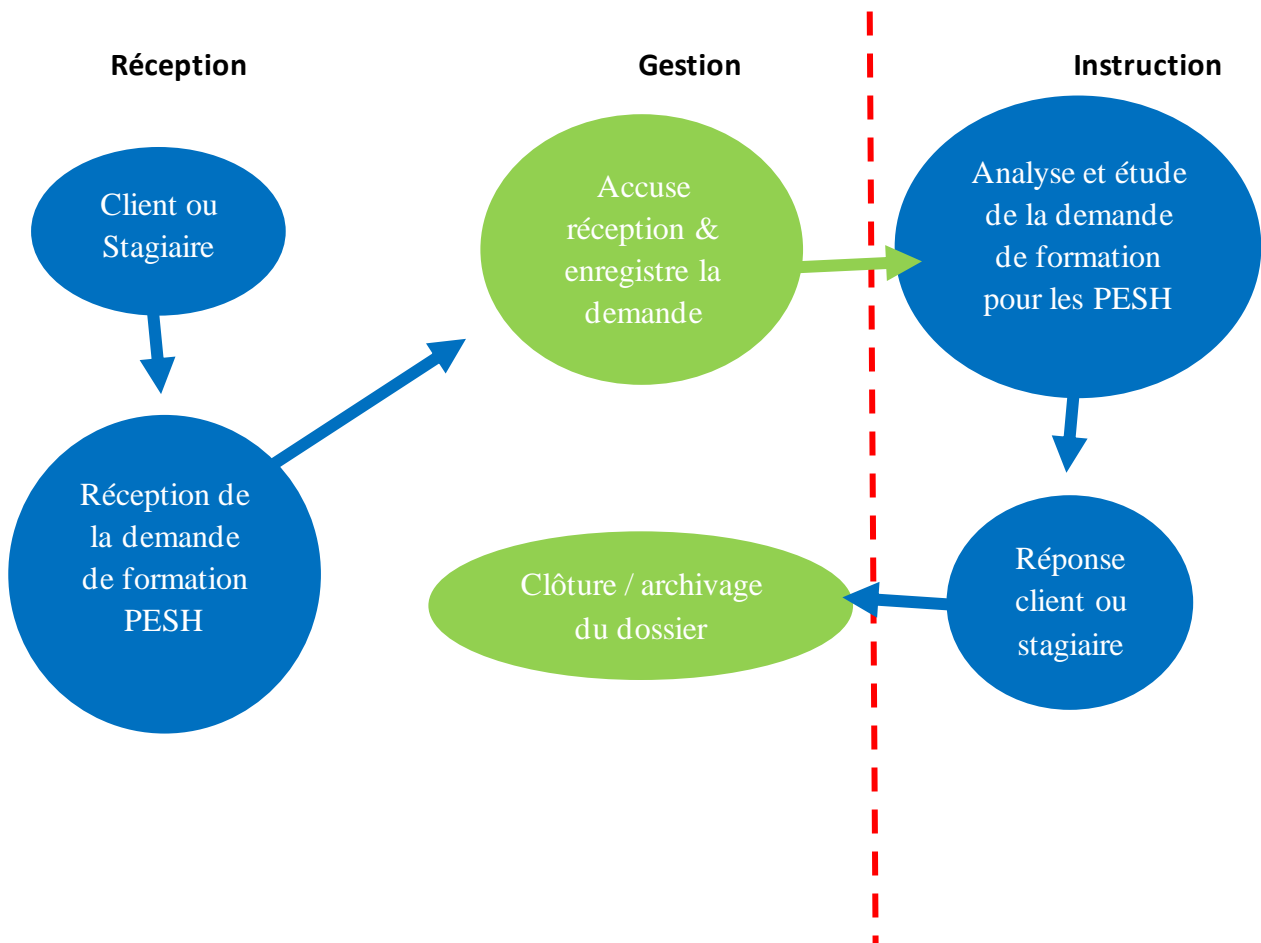 Réception
Gestion
Instruction
Client ou
Stagiaire
Réception de
la demande
de formation
PESH
Accuse
réception &
enregistre la
demande
Analyse et étude
de la demande
de formation
pour les PESH
Réponse
client ou
stagiaire
Clôture / archivage
du dossier